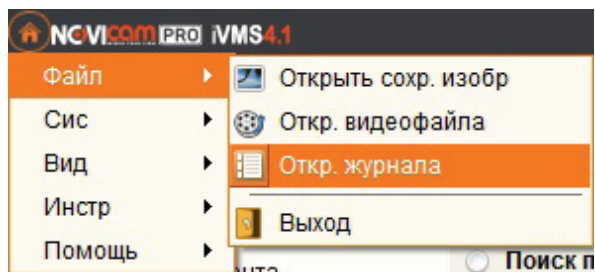 NOVICAM PRO iVMS4.1
Файл
Открыть сохр. изобр
Сис
Откр. видеофайла
Вид
Откр. журнала
Инстр
Выход
Помощь
Поиск